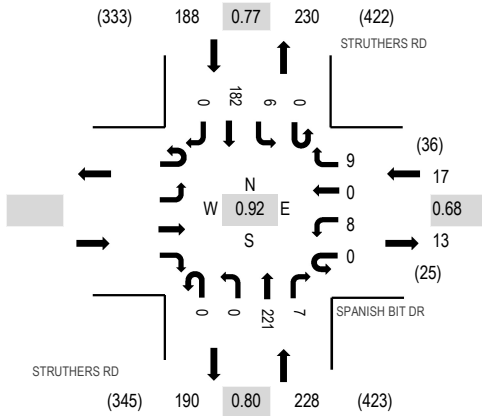 (333) 188 0.77 230 (422)
STRUTHERS RD
0 182 6 0
9
(36)
0
17
N
W 0.92 E
0.68
S
8
13
0
(25)
0 0 221 7
SPANISH BIT DR
STRUTHERS RD
(345) 190 0.80 228 (423)